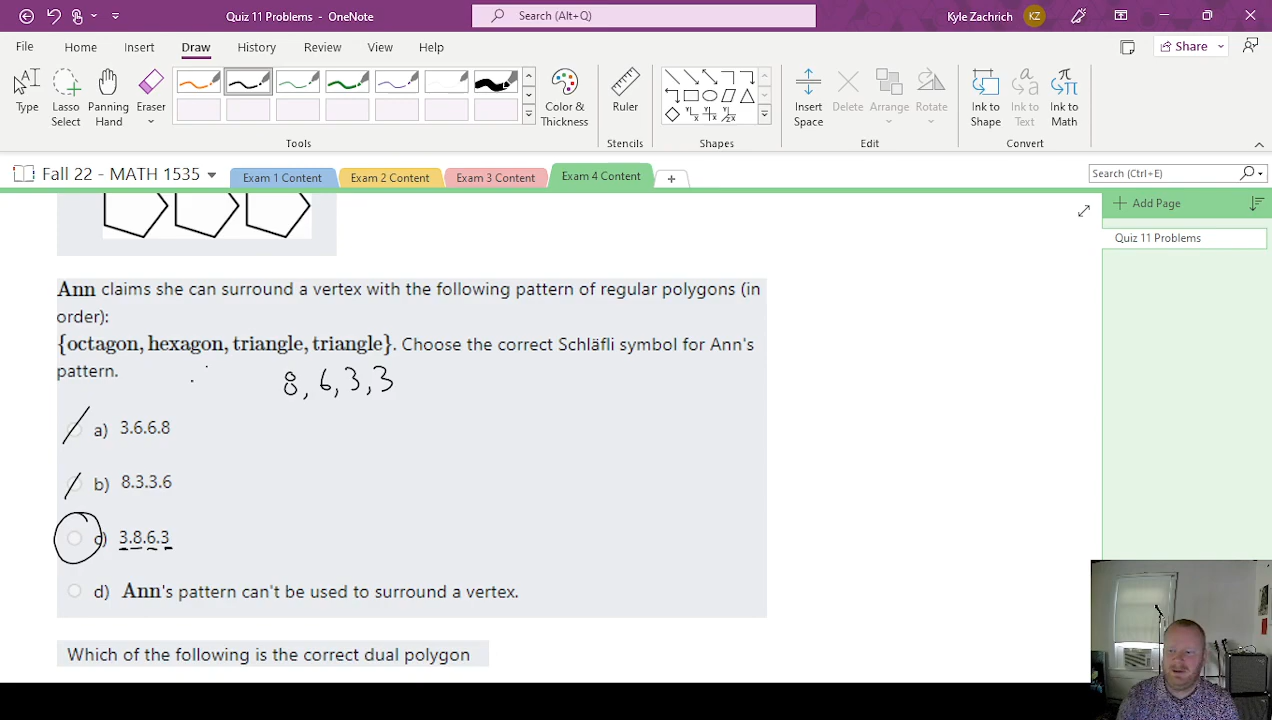 Quiz 11 Problems - OneNote
Search (Alt+Q)
Kyle Zachrich
KZ
File
Home
Insert
Draw
History
Review
View
Help
Share
Type
Lasso Select
Panning Hand
Eraser
Color & Thickness
Ruler
Insert Space
Delete
Arrange
Rotate
Ink to Shape
Ink to Text
Ink to Math
Tools
Stencils
Shapes
Edit
Convert
Fall 22 - MATH 1535
Exam 1 Content
Exam 2 Content
Exam 3 Content
Exam 4 Content
Search (Ctrl+E)
Add Page
Quiz 11 Problems
Ann claims she can surround a vertex with the following pattern of regular polygons (in
order):
{octagon, hexagon, triangle, triangle}. Choose the correct Schläfli symbol for Ann's
pattern.
8, 6, 3, 3
a) 3.6.6.8
b) 8.3.3.6
c) 3.8.6.3
d) Ann's pattern can't be used to surround a vertex.
Which of the following is the correct dual polygon